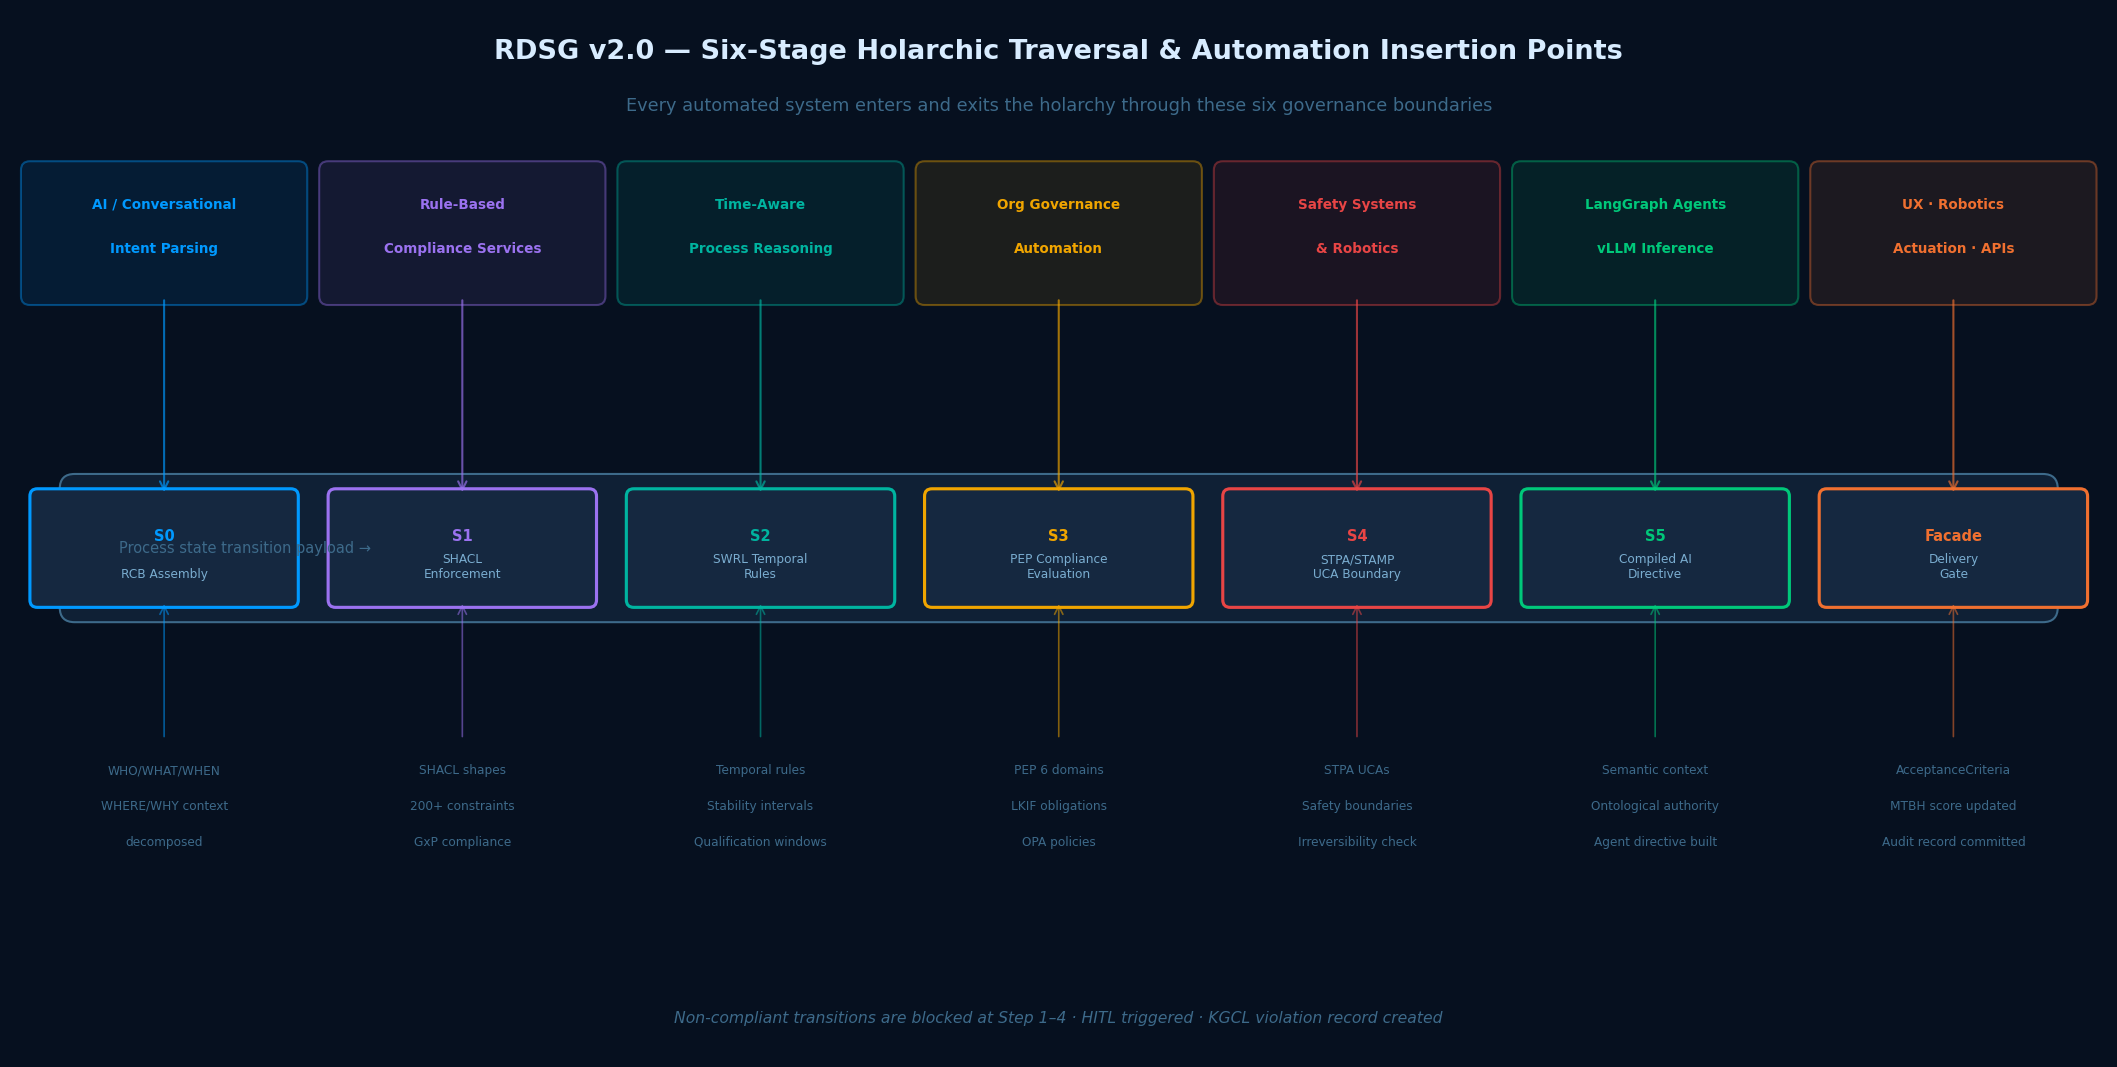 RDSG v2.0 — Six-Stage Holarchic Traversal & Automation Insertion Points
Every automated system enters and exits the holarchy through these six governance boundaries
AI / Conversational
Intent Parsing
Rule-Based
Compliance Services
Time-Aware
Process Reasoning
Org Governance
Automation
Safety Systems
& Robotics
LangGraph Agents
vLLM Inference
UX · Robotics
Actuation · APIs
Process state transition payload →
S0
RCB Assembly
S1
SHACL
Enforcement
S2
SWRL Temporal
Rules
S3
PEP Compliance
Evaluation
S4
STPA/STAMP
UCA Boundary
S5
Compiled AI
Directive
Facade
Delivery
Gate
WHO/WHAT/WHEN
WHERE/WHY context
decomposed
SHACL shapes
200+ constraints
GxP compliance
Temporal rules
Stability intervals
Qualification windows
PEP 6 domains
LKIF obligations
OPA policies
STPA UCAs
Safety boundaries
Irreversibility check
Semantic context
Ontological authority
Agent directive built
AcceptanceCriteria
MTBH score updated
Audit record committed
Non-compliant transitions are blocked at Step 1–4 · HITL triggered · KGCL violation record created